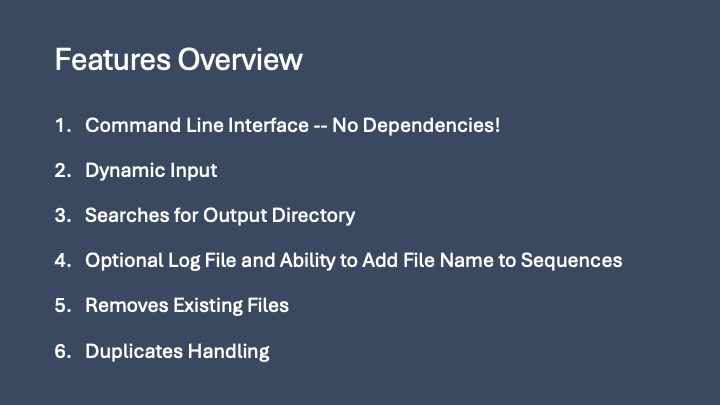 Features Overview
1. Command Line Interface -- No Dependencies!
2. Dynamic Input
3. Searches for Output Directory
4. Optional Log File and Ability to Add File Name to Sequences
5. Removes Existing Files
6. Duplicates Handling